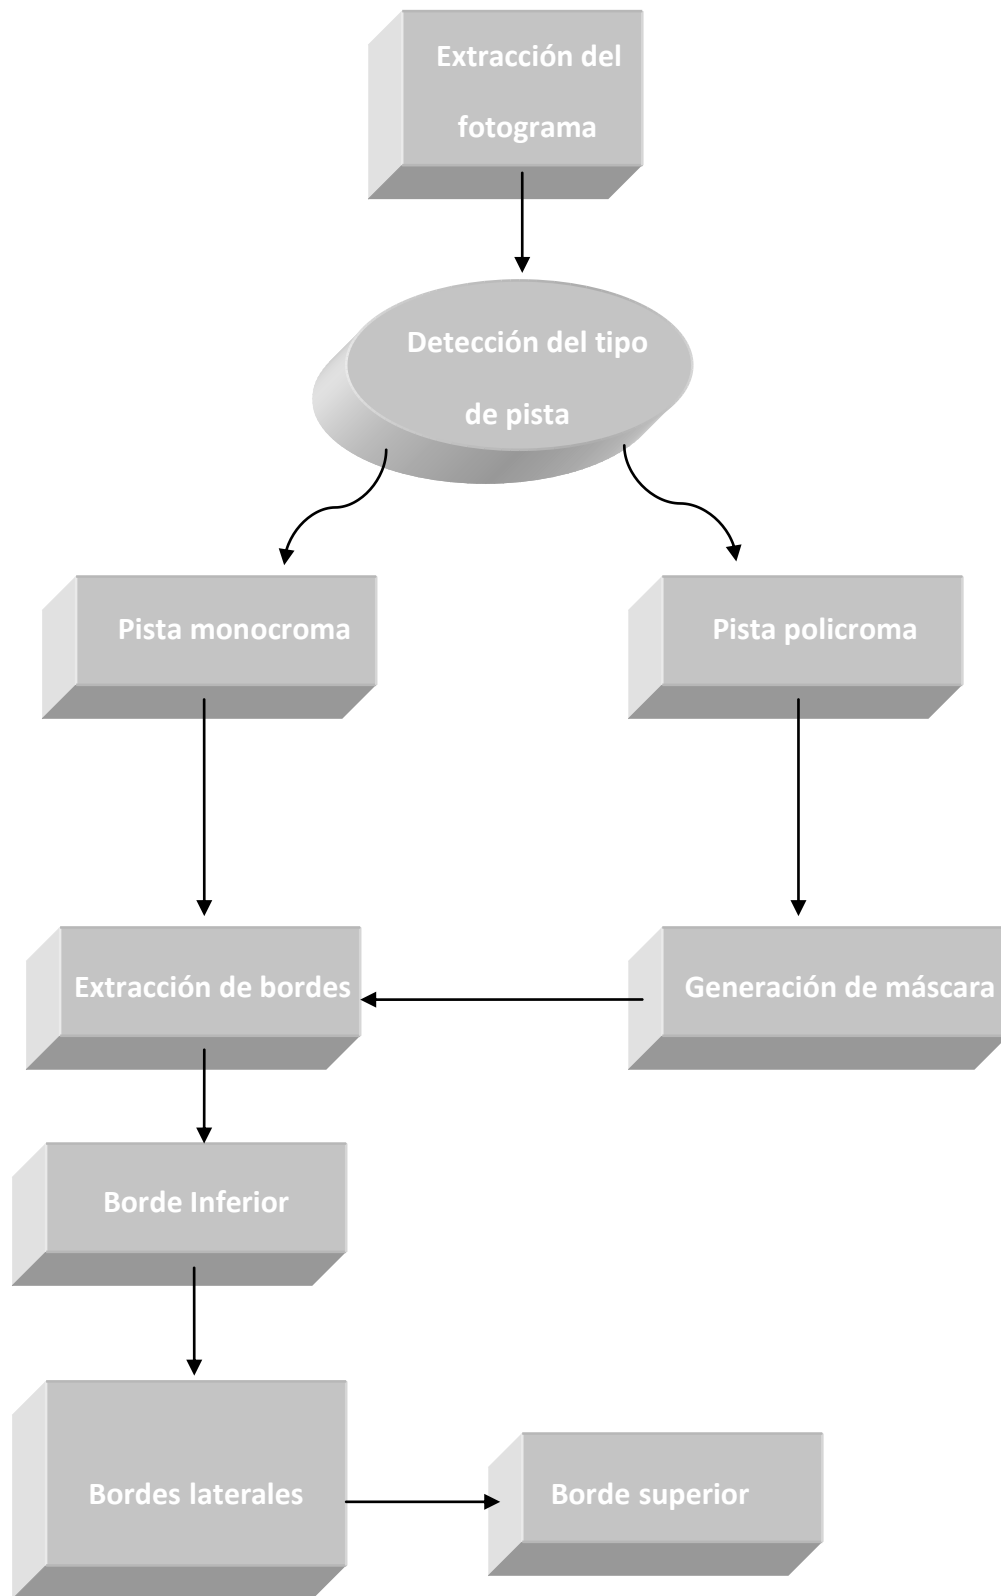 Extracción del
fotograma
Detección del tipo
de pista
Pista monocroma
Pista policroma
Extracción de bordes
Generación de máscara
Borde Inferior
Bordes laterales
Borde superior